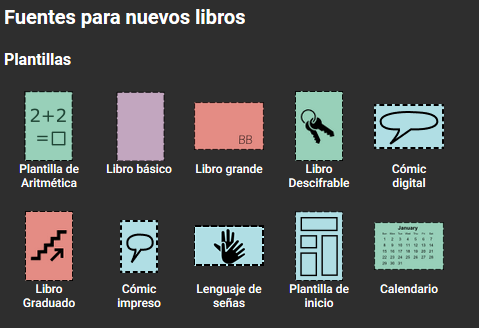 Fuentes para nuevos libros
Plantillas
2+2
=□
BB
Plantilla de
Aritmética
Libro básico
Libro grande
Libro
Descifrable
Cómic
digital
January
Libro
Graduado
Cómic
impreso
Lenguaje de
señas
Plantilla de
inicio
Calendario